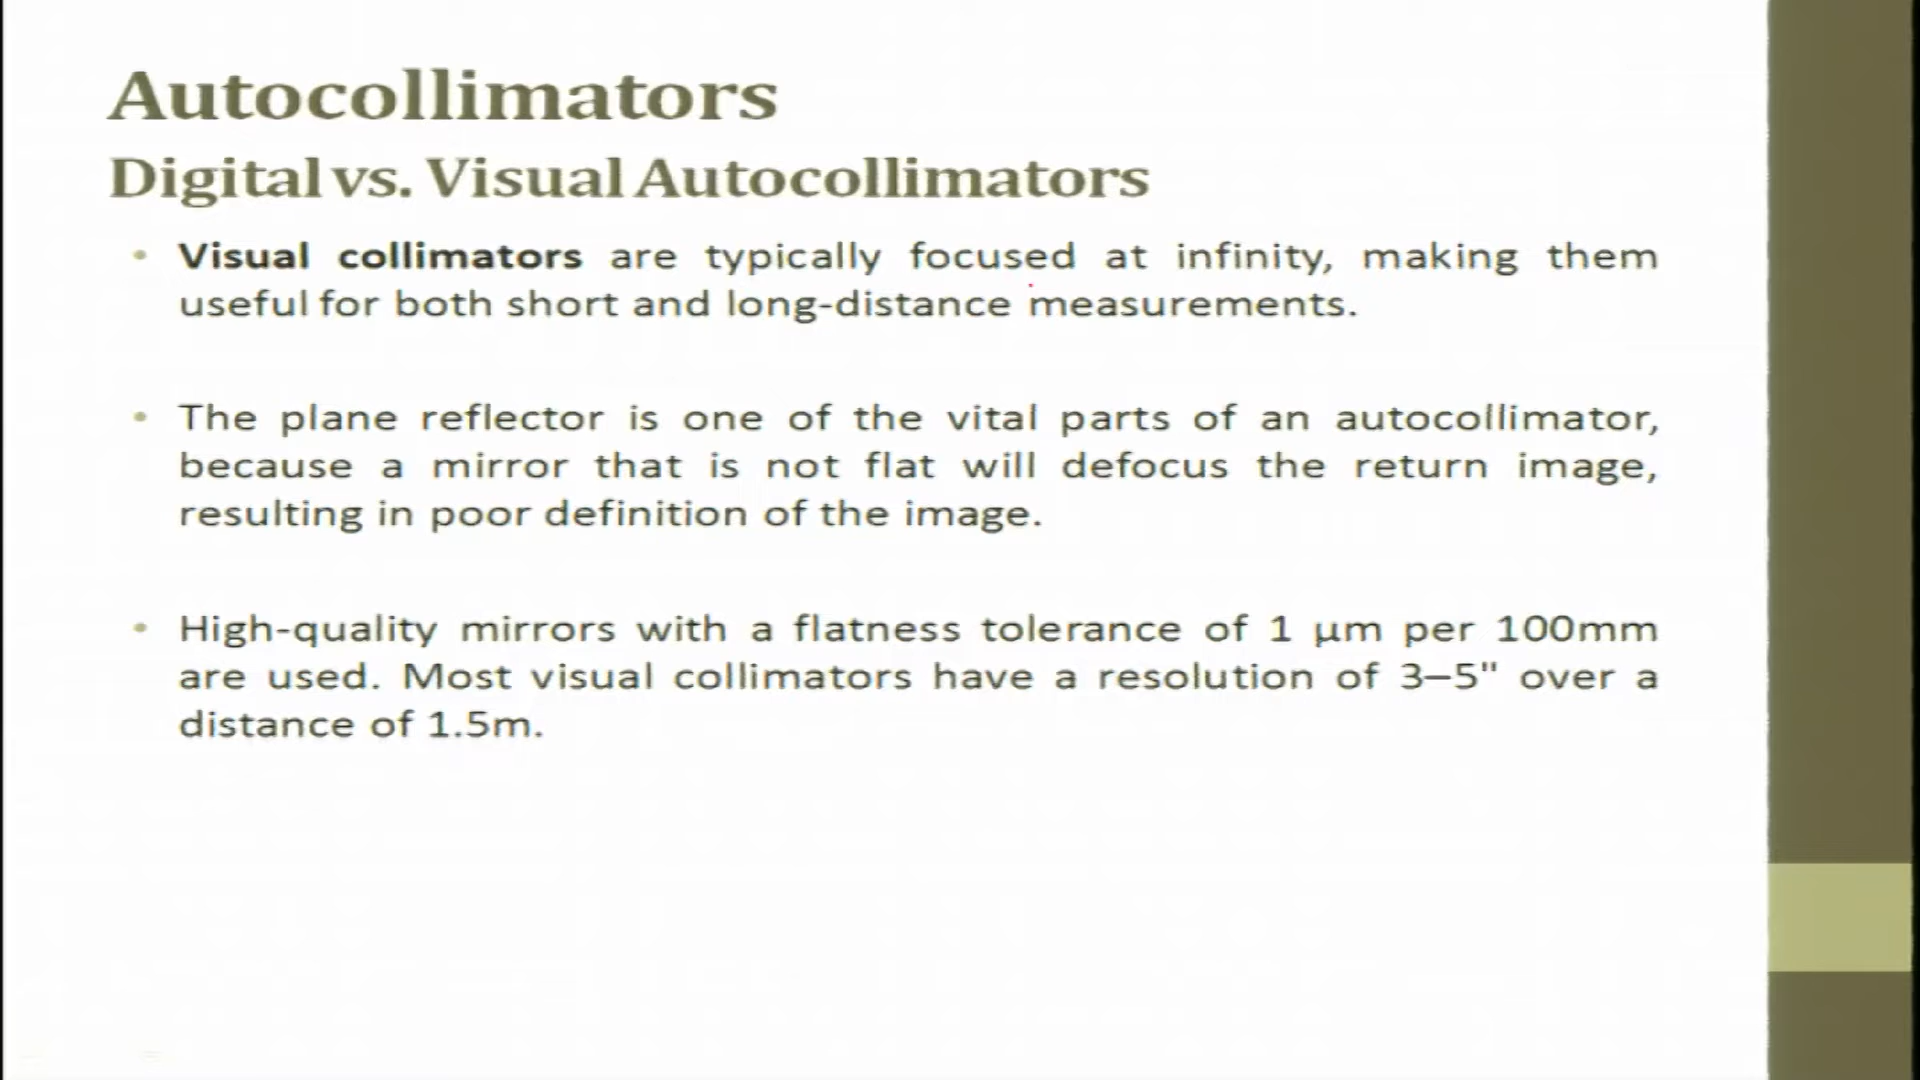 Autocollimators
Digital vs. Visual Autocollimators
• Visual collimators are typically focused at infinity, making them
useful for both short and long-distance measurements.
• The plane reflector is one of the vital parts of an autocollimator,
because a mirror that is not flat will defocus the return image,
resulting in poor definition of the image.
• High-quality mirrors with a flatness tolerance of 1 µm per 100mm
are used. Most visual collimators have a resolution of 3–5" over a
distance of 1.5m.